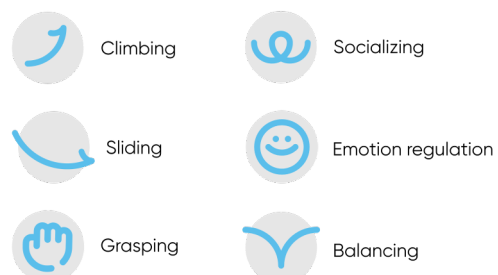 Climbing
Socializing
Sliding
Emotion regulation
Grasping
Balancing